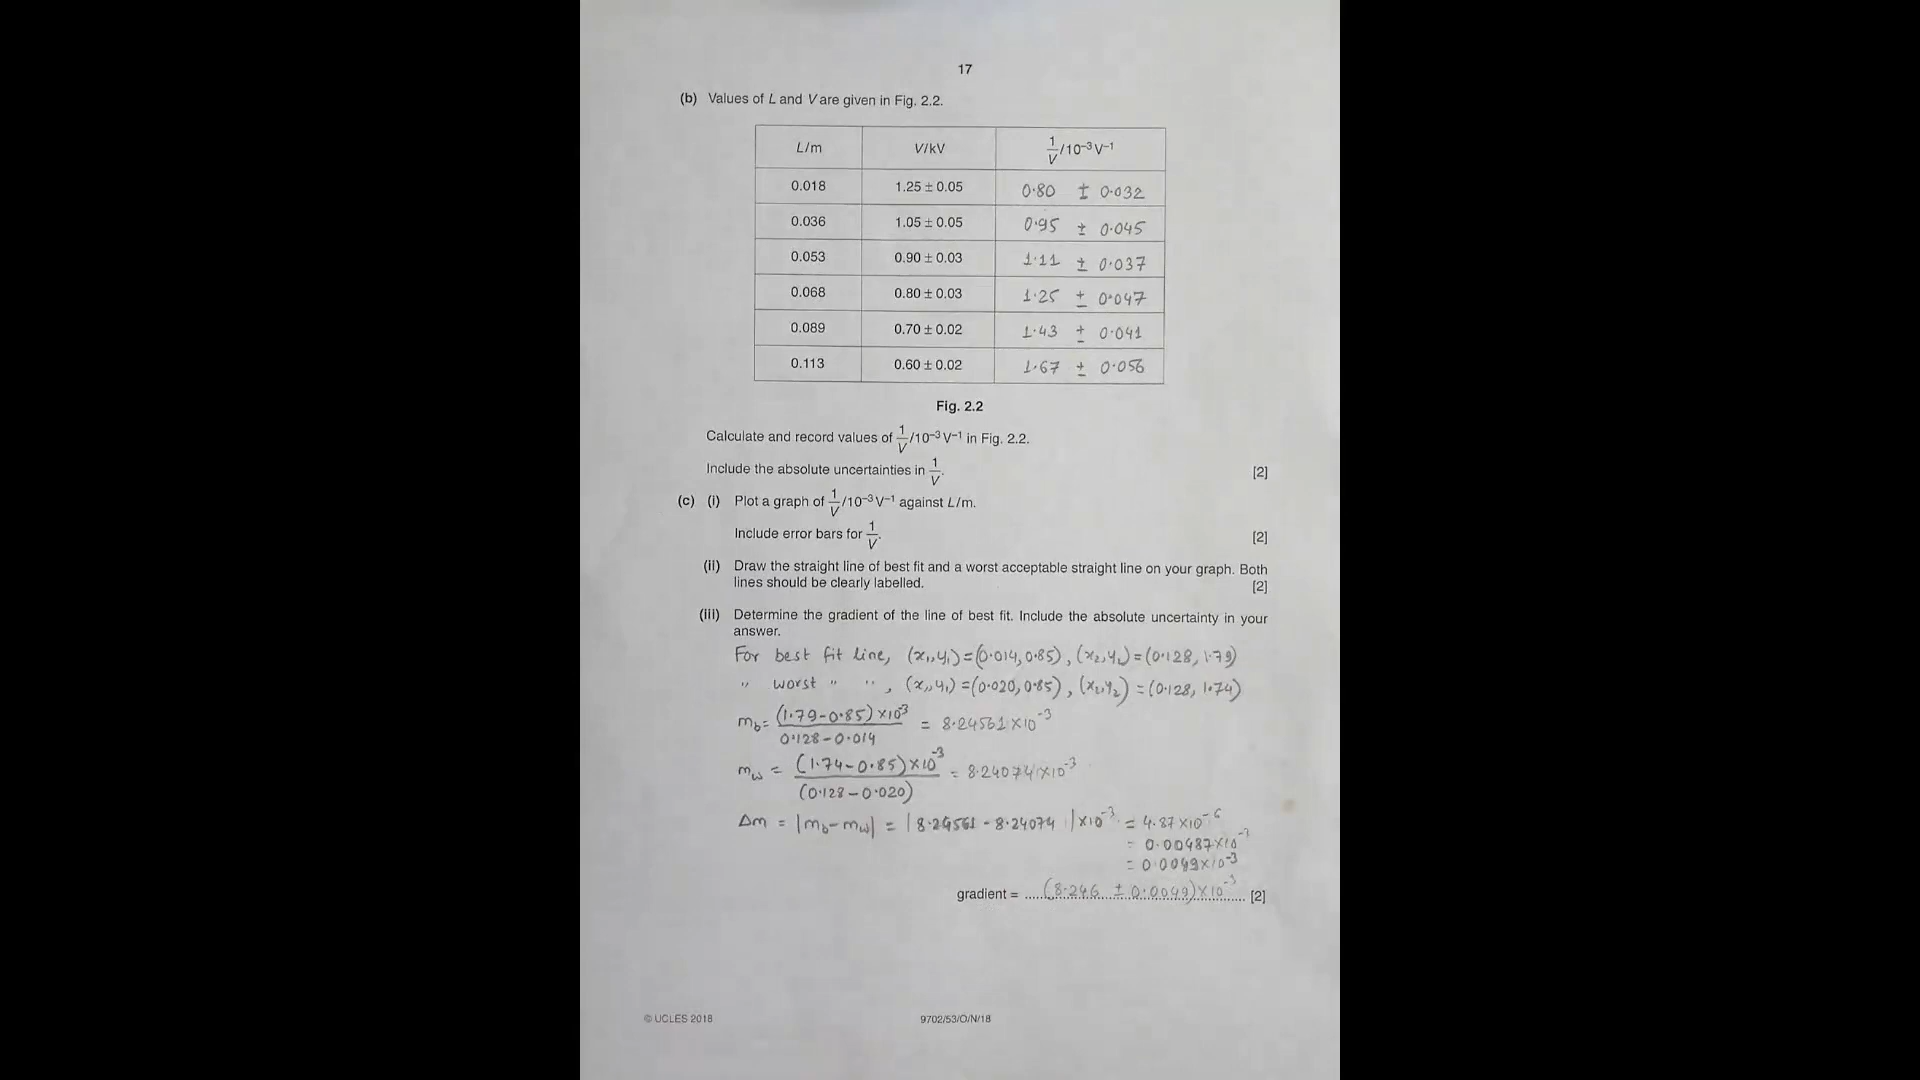 17
(b) Values of L and V are given in Fig. 2.2.
L/m V/kV 1/V /10⁻³V⁻¹
0.018 1.25 ± 0.05 0.80 ± 0.032
0.036 1.05 ± 0.05 0.95 ± 0.045
0.053 0.90 ± 0.03 1.11 ± 0.037
0.068 0.80 ± 0.03 1.25 ± 0.047
0.089 0.70 ± 0.02 1.43 ± 0.041
0.113 0.60 ± 0.02 1.67 ± 0.056
Fig. 2.2
Calculate and record values of 1/V /10⁻³V⁻¹ in Fig. 2.2.
Include the absolute uncertainties in 1/V. [2]
(c) (i) Plot a graph of 1/V /10⁻³V⁻¹ against L/m.
Include error bars for 1/V. [2]
(ii) Draw the straight line of best fit and a worst acceptable straight line on your graph. Both
lines should be clearly labelled. [2]
(iii) Determine the gradient of the line of best fit. Include the absolute uncertainty in your
answer.
For best fit line, (x₁,y₁)=(0.014, 0.85), (x₂,y₂)=(0.128, 1.79)
" worst " ", (x₁,y₁)=(0.020, 0.85), (x₂,y₂)=(0.128, 1.74)
m_b = (1.79-0.85)×10⁻³ / 0.128-0.014 = 8.24561×10⁻³
m_w = (1.74-0.85)×10⁻³ / (0.128-0.020) = 8.24074×10⁻³
Δm = |m_b-m_w| = |8.24561 - 8.24074|×10⁻³ = 4.87×10⁻⁶
= 0.00487×10⁻³
= 0.0049×10⁻³
gradient = (8.246 ± 0.0049)×10⁻³ [2]
© UCLES 2018 9702/53/O/N/18